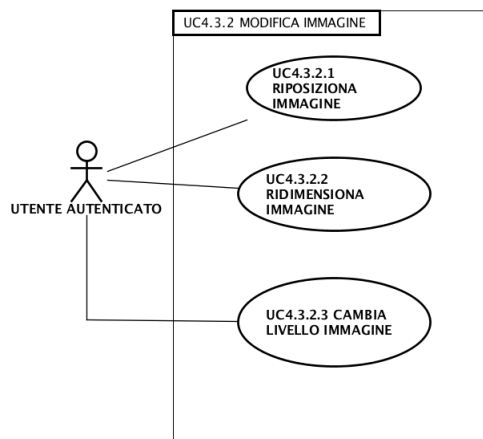 UC4.3.2 MODIFICA IMMAGINE
UC4.3.2.1
RIPOSIZIONA
IMMAGINE
UC4.3.2.2
RIDIMENSIONA
IMMAGINE
UTENTE AUTENTICATO
UC4.3.2.3 CAMBIA
LIVELLO IMMAGINE